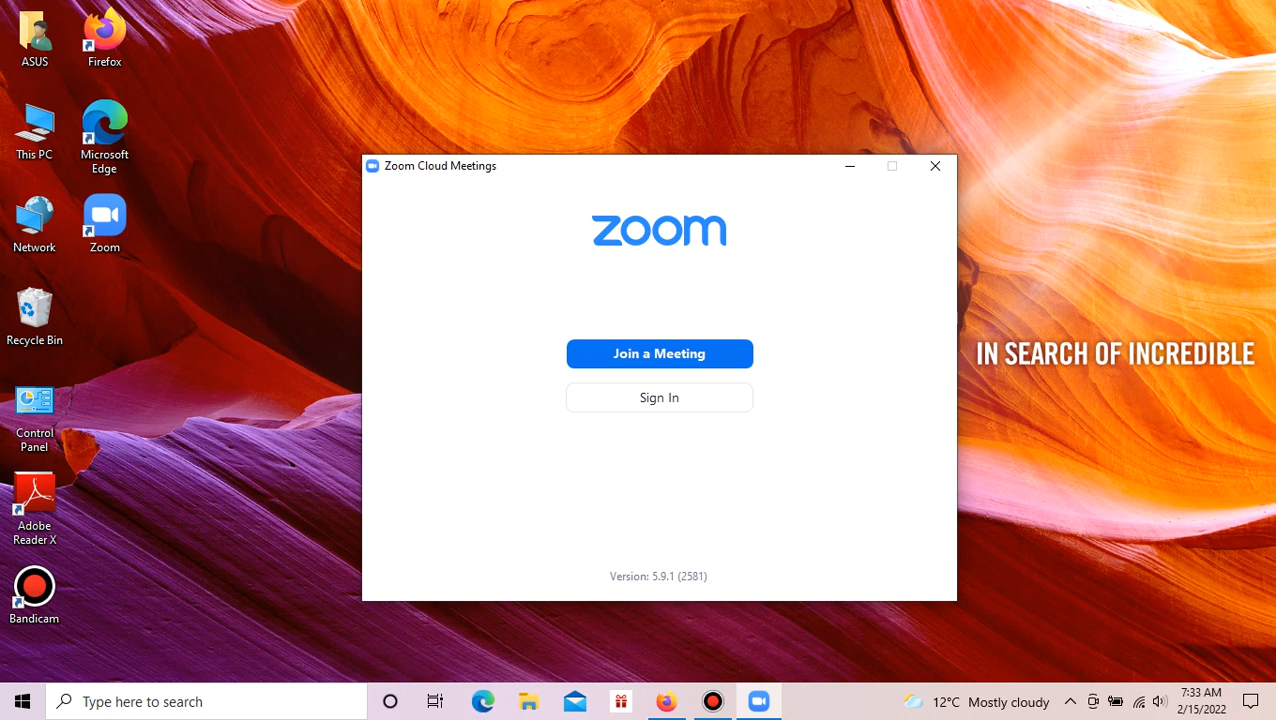 ASUS
Firefox
This PC
Microsoft
Edge
Network
Zoom
Recycle Bin
Control
Panel
Adobe
Reader X
Bandicam
Zoom Cloud Meetings
zoom
Join a Meeting
Sign In
Version: 5.9.1 (2581)
IN SEARCH OF INCREDIBLE
Type here to search
12°C Mostly cloudy
7:33 AM
2/15/2022